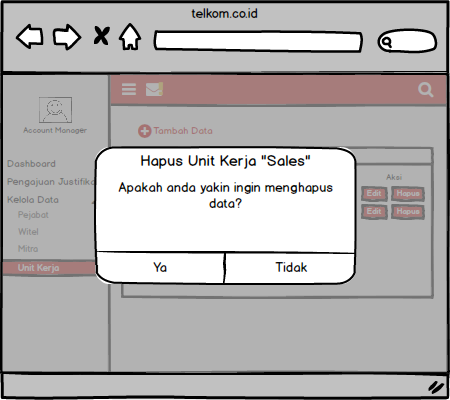 telkom.co.id
Account Manager
Tambah Data
Dashboard
Pengajuan Justifika
Kelola Data
Pejabat
Witel
Mitra
Unit Kerja
Aksi
Edit Hapus
Edit Hapus
Hapus Unit Kerja "Sales"
Apakah anda yakin ingin menghapus
data?
Ya Tidak